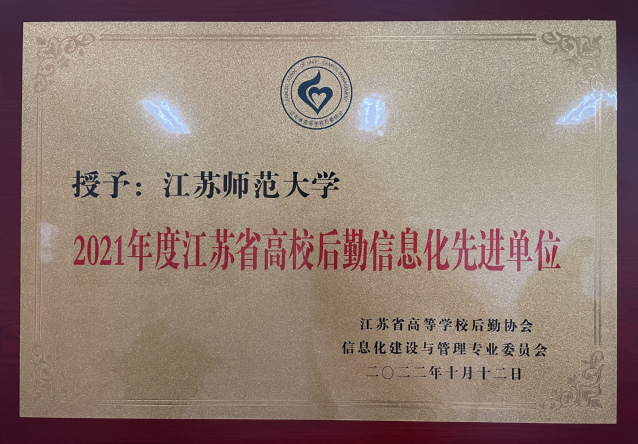 授予：江苏师范大学
2021年度江苏省高校后勤信息化先进单位
江苏省高等学校后勤协会
信息化建设与管理专业委员会
二〇二二年十月十二日